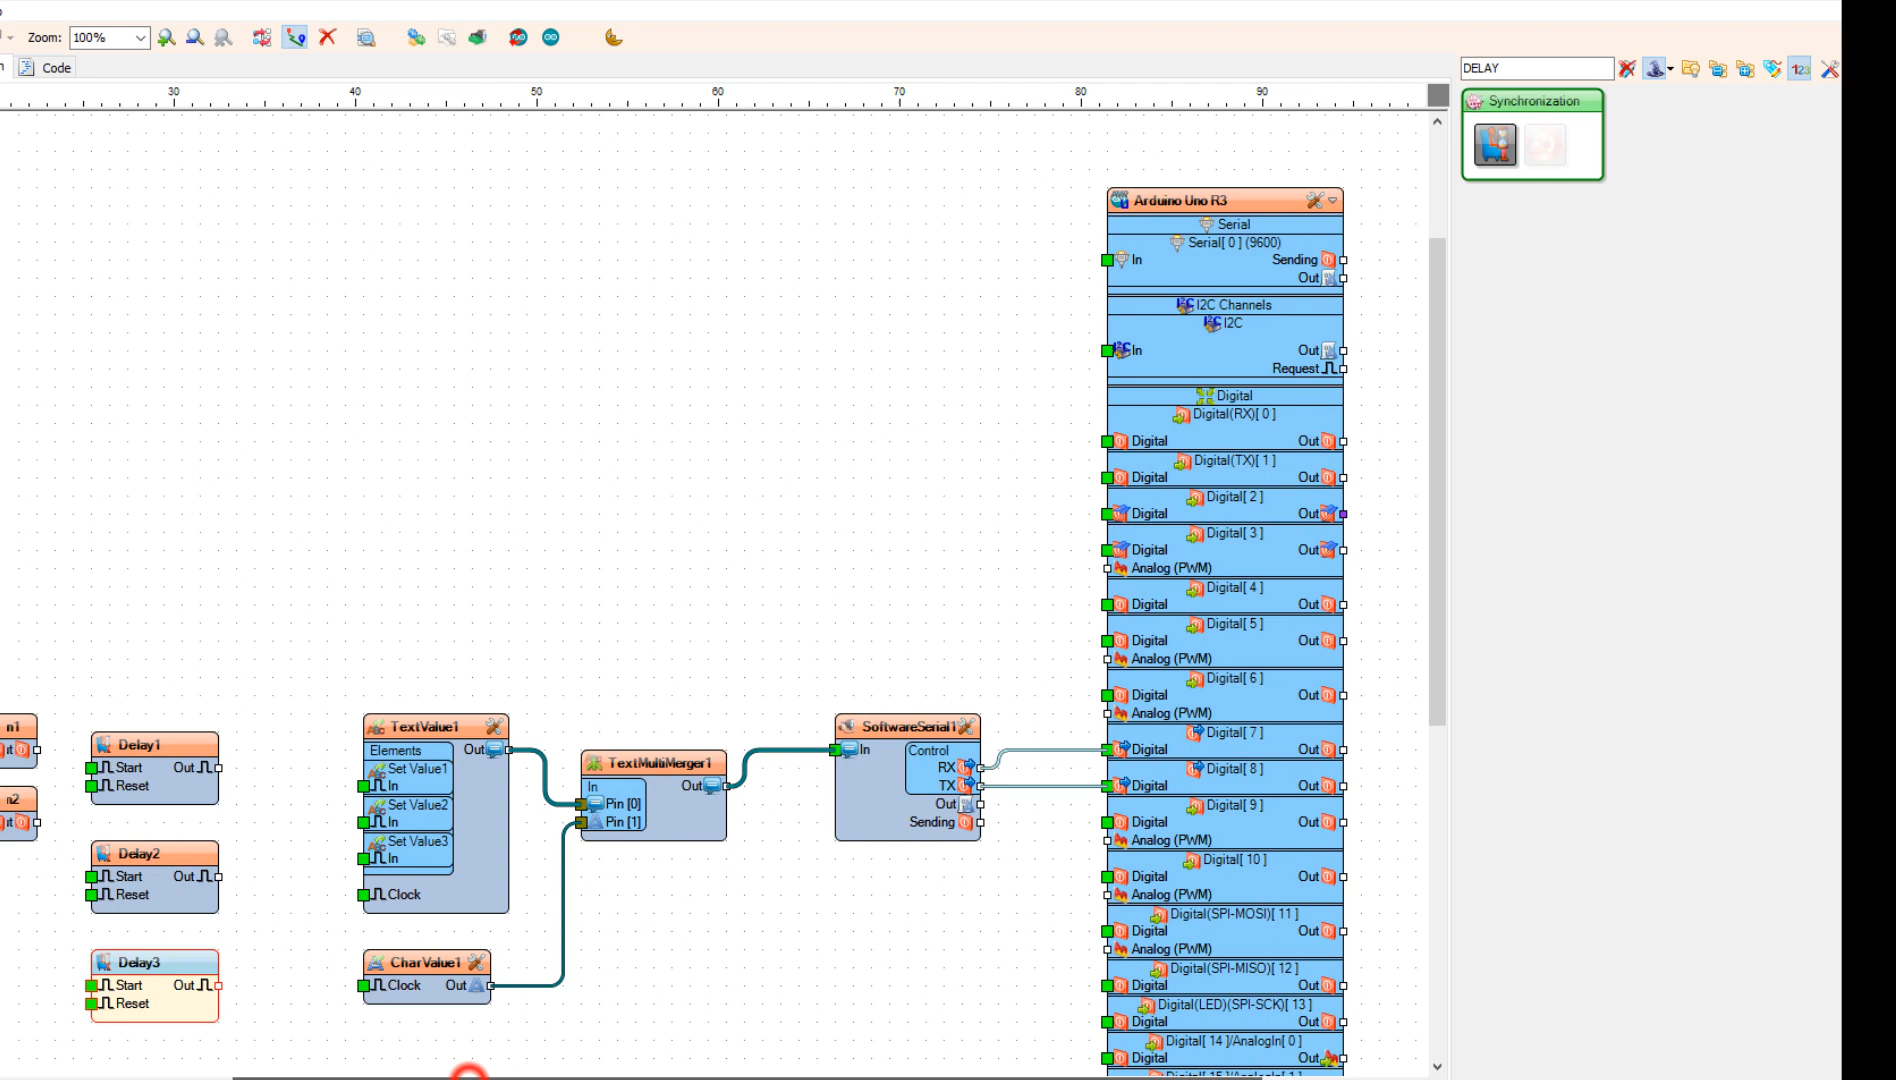 Zoom: 100%
Code
DELAY
30 40 50 60 70 80 90
Synchronization
Arduino Uno R3
Serial
Serial[ 0 ] (9600)
In Sending
Out
I2C Channels
I2C
In Out
Request
Digital
Digital(RX)[ 0 ]
Digital Out
Digital(TX)[ 1 ]
Digital Out
Digital[ 2 ]
Digital Out
Digital[ 3 ]
Digital Out
Analog (PWM)
Digital[ 4 ]
Digital Out
Digital[ 5 ]
Digital Out
Analog (PWM)
Digital[ 6 ]
Digital Out
Analog (PWM)
Digital[ 7 ]
Digital Out
Digital[ 8 ]
Digital Out
Digital[ 9 ]
Digital Out
Analog (PWM)
Digital[ 10 ]
Digital Out
Analog (PWM)
Digital(SPI-MOSI)[ 11 ]
Digital Out
Analog (PWM)
Digital(SPI-MISO)[ 12 ]
Digital Out
Digital(LED)(SPI-SCK)[ 13 ]
Digital Out
Digital[ 14 ]/AnalogIn[ 0 ]
Digital Out
n1
n2
Delay1
Start Out
Reset
Delay2
Start Out
Reset
Delay3
Start Out
Reset
TextValue1
Elements Out
Set Value1
In
Set Value2
In
Set Value3
In
Clock
CharValue1
Clock Out
TextMultiMerger1
In Out
Pin [0]
Pin [1]
SoftwareSerial1
In Control
RX
TX
Out
Sending